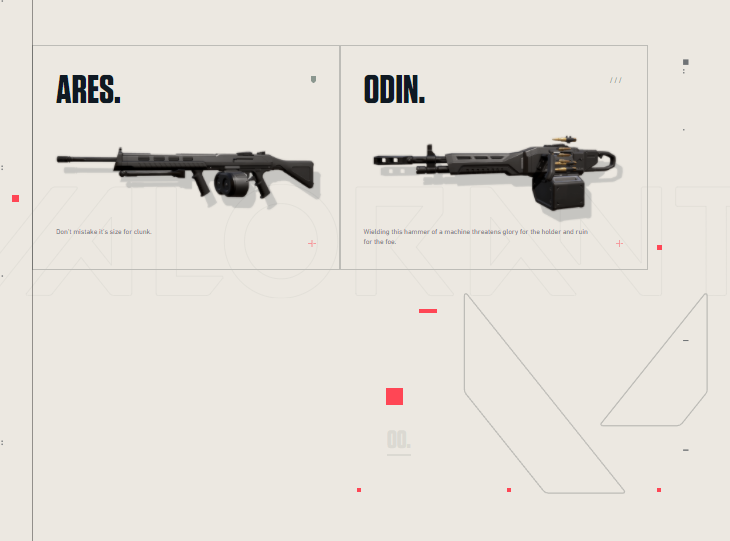 ARES.
ODIN.
///
Don't mistake it's size for clunk.
Wielding this hammer of a machine threatens glory for the holder and ruin
for the foe.
VALORANT
00.